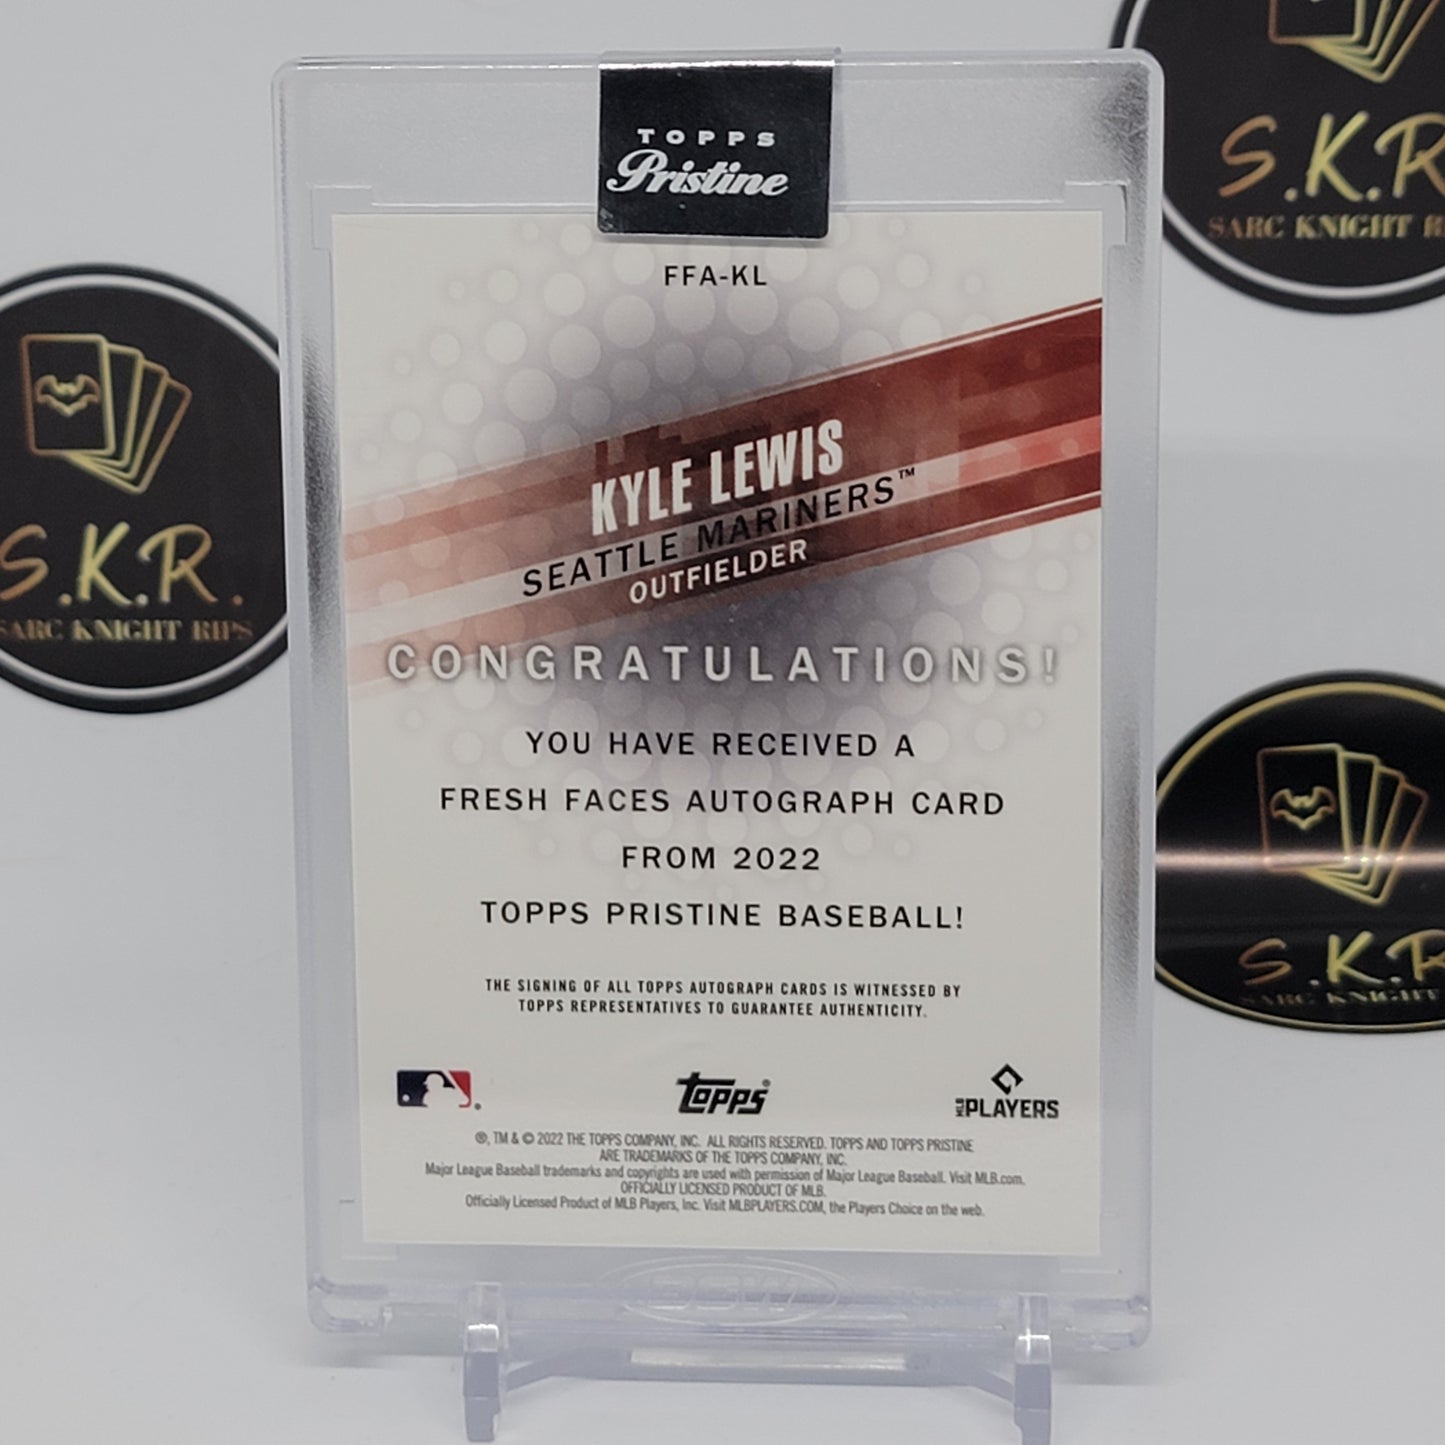 TOPPS
Pristine
FFA-KL
KYLE LEWIS
SEATTLE MARINERS™
OUTFIELDER
CONGRATULATIONS!
YOU HAVE RECEIVED A
FRESH FACES AUTOGRAPH CARD
FROM 2022
TOPPS PRISTINE BASEBALL!
THE SIGNING OF ALL TOPPS AUTOGRAPH CARDS IS WITNESSED BY
TOPPS REPRESENTATIVES TO GUARANTEE AUTHENTICITY.
topps®
MLB PLAYERS
®, TM & © 2022 THE TOPPS COMPANY, INC. ALL RIGHTS RESERVED. TOPPS AND TOPPS PRISTINE
ARE TRADEMARKS OF THE TOPPS COMPANY, INC.
Major League Baseball trademarks and copyrights are used with permission of Major League Baseball. Visit MLB.com.
OFFICIALLY LICENSED PRODUCT OF MLB.
Officially Licensed Product of MLB Players, Inc. Visit MLBPLAYERS.COM, the Players Choice on the web.
S.K.R.
SARC KNIGHT RIPS
S.K.R
SARC KNIGHT
S.K.R
SARC KNIGHT